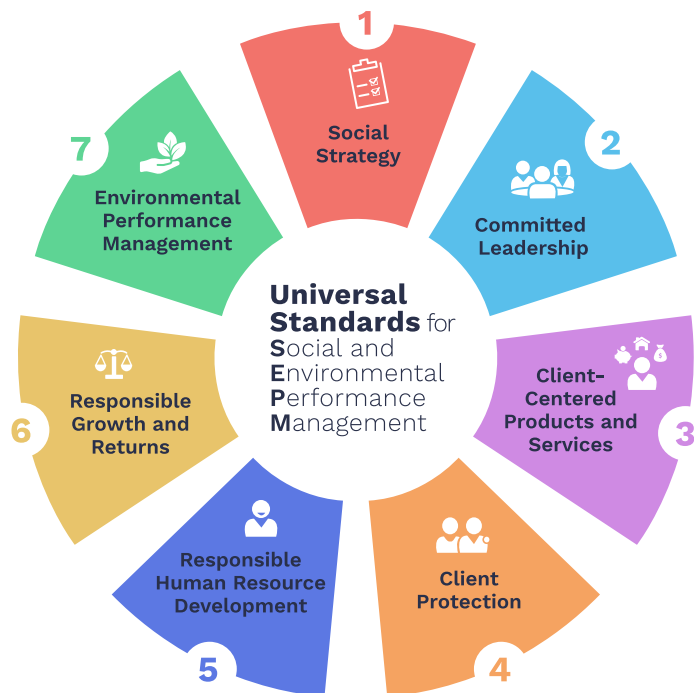 1
Social
Strategy
2
Committed
Leadership
3
Client-
Centered
Products and
Services
4
Client
Protection
5
Responsible
Human Resource
Development
6
Responsible
Growth and
Returns
7
Environmental
Performance
Management
Universal
Standards for
Social and
Environmental
Performance
Management